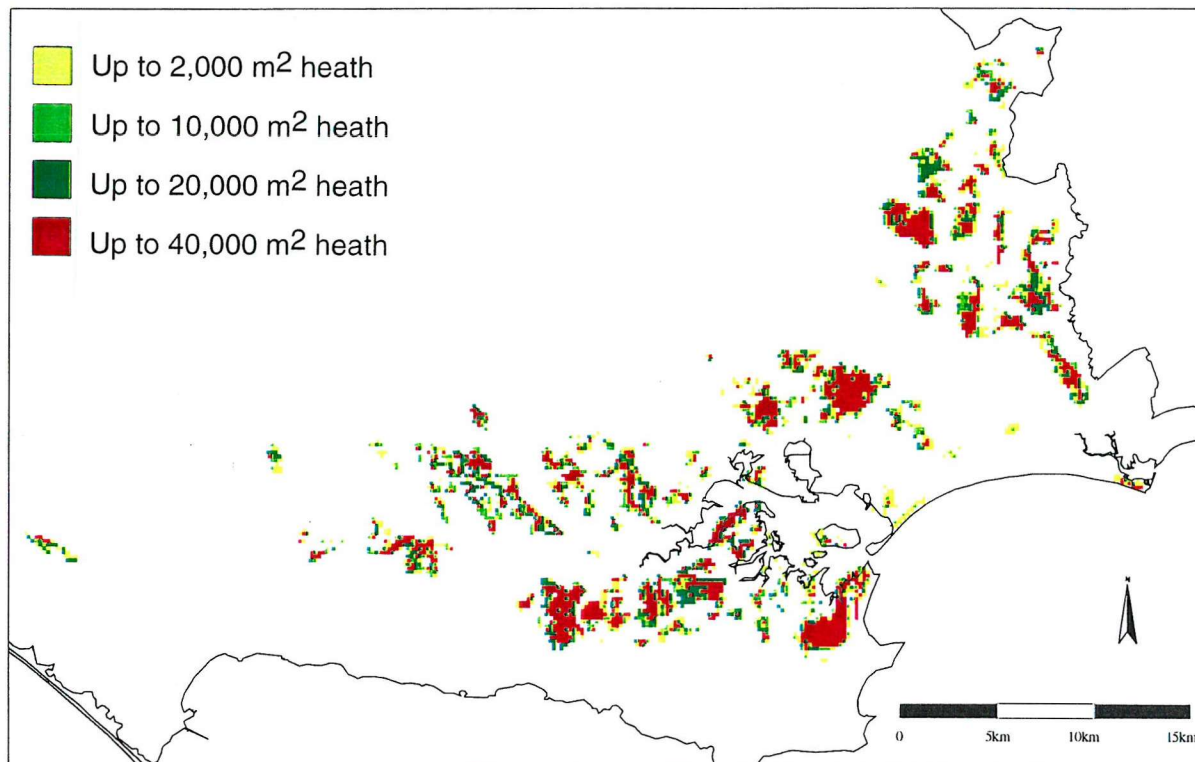 Up to 2,000 m2 heath
Up to 10,000 m2 heath
Up to 20,000 m2 heath
Up to 40,000 m2 heath
N
0 5km 10km 15km